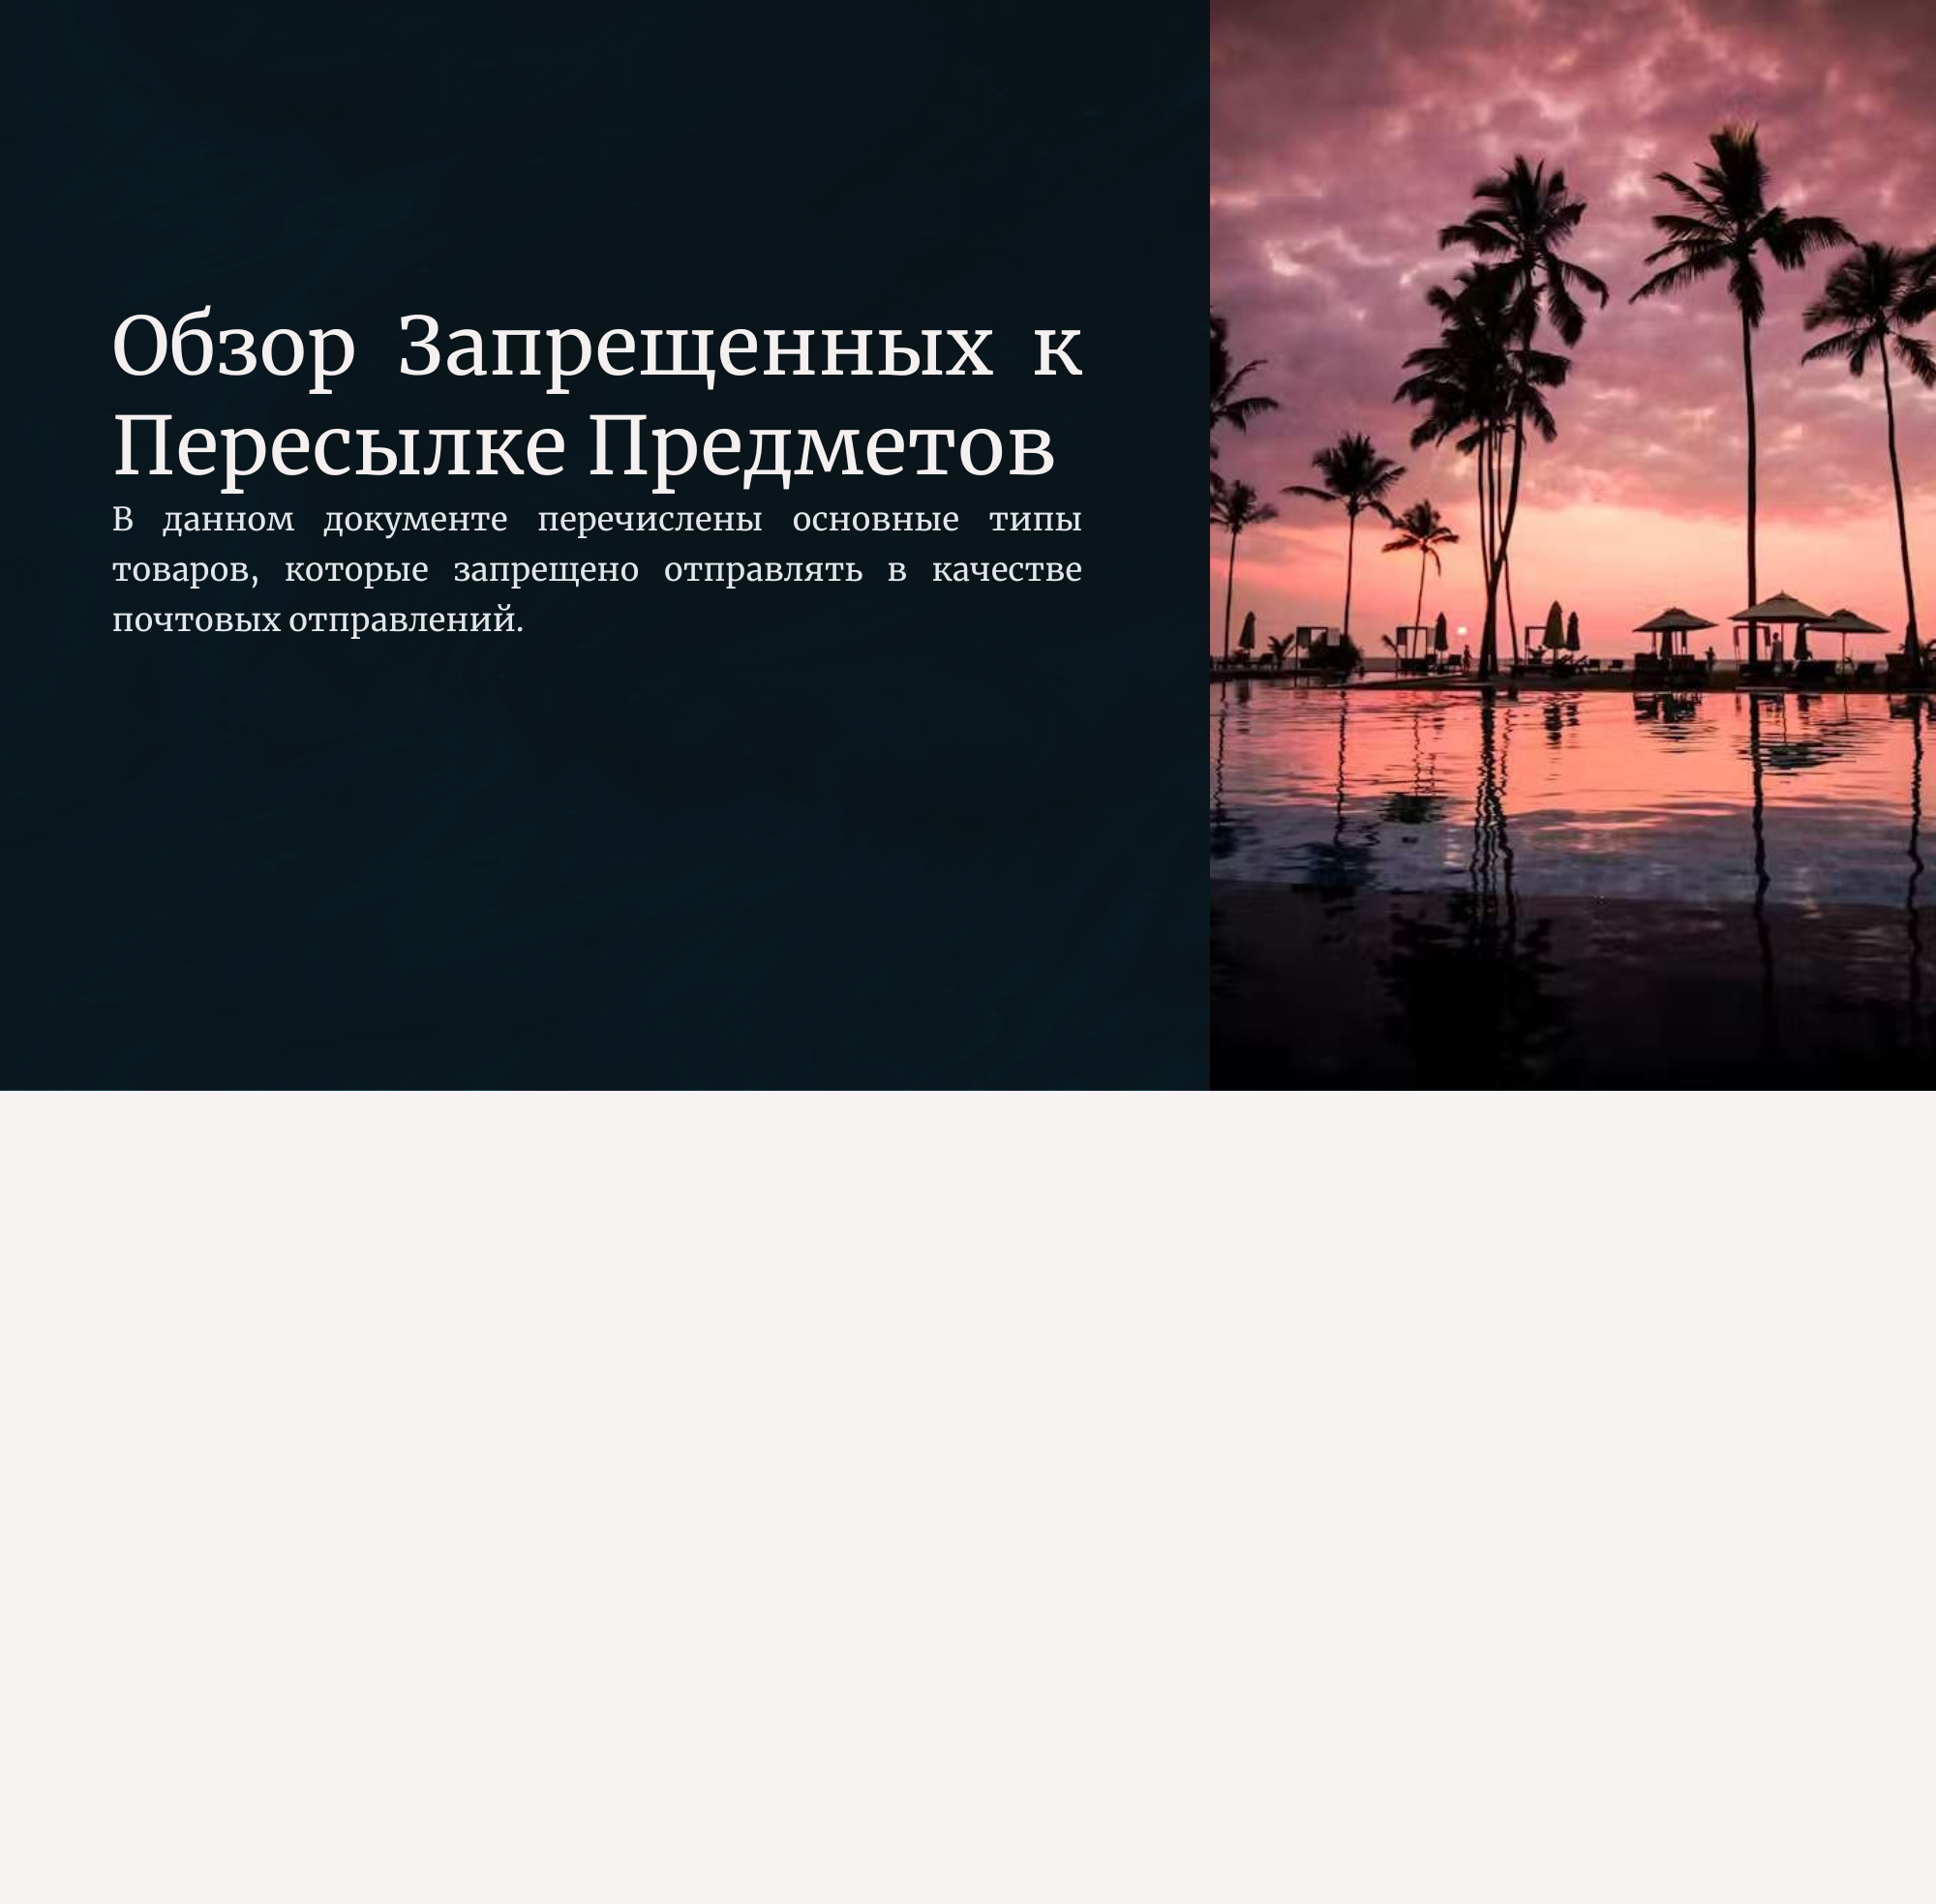 Обзор Запрещенных к
Пересылке Предметов
В данном документе перечислены основные типы
товаров, которые запрещено отправлять в качестве
почтовых отправлений.